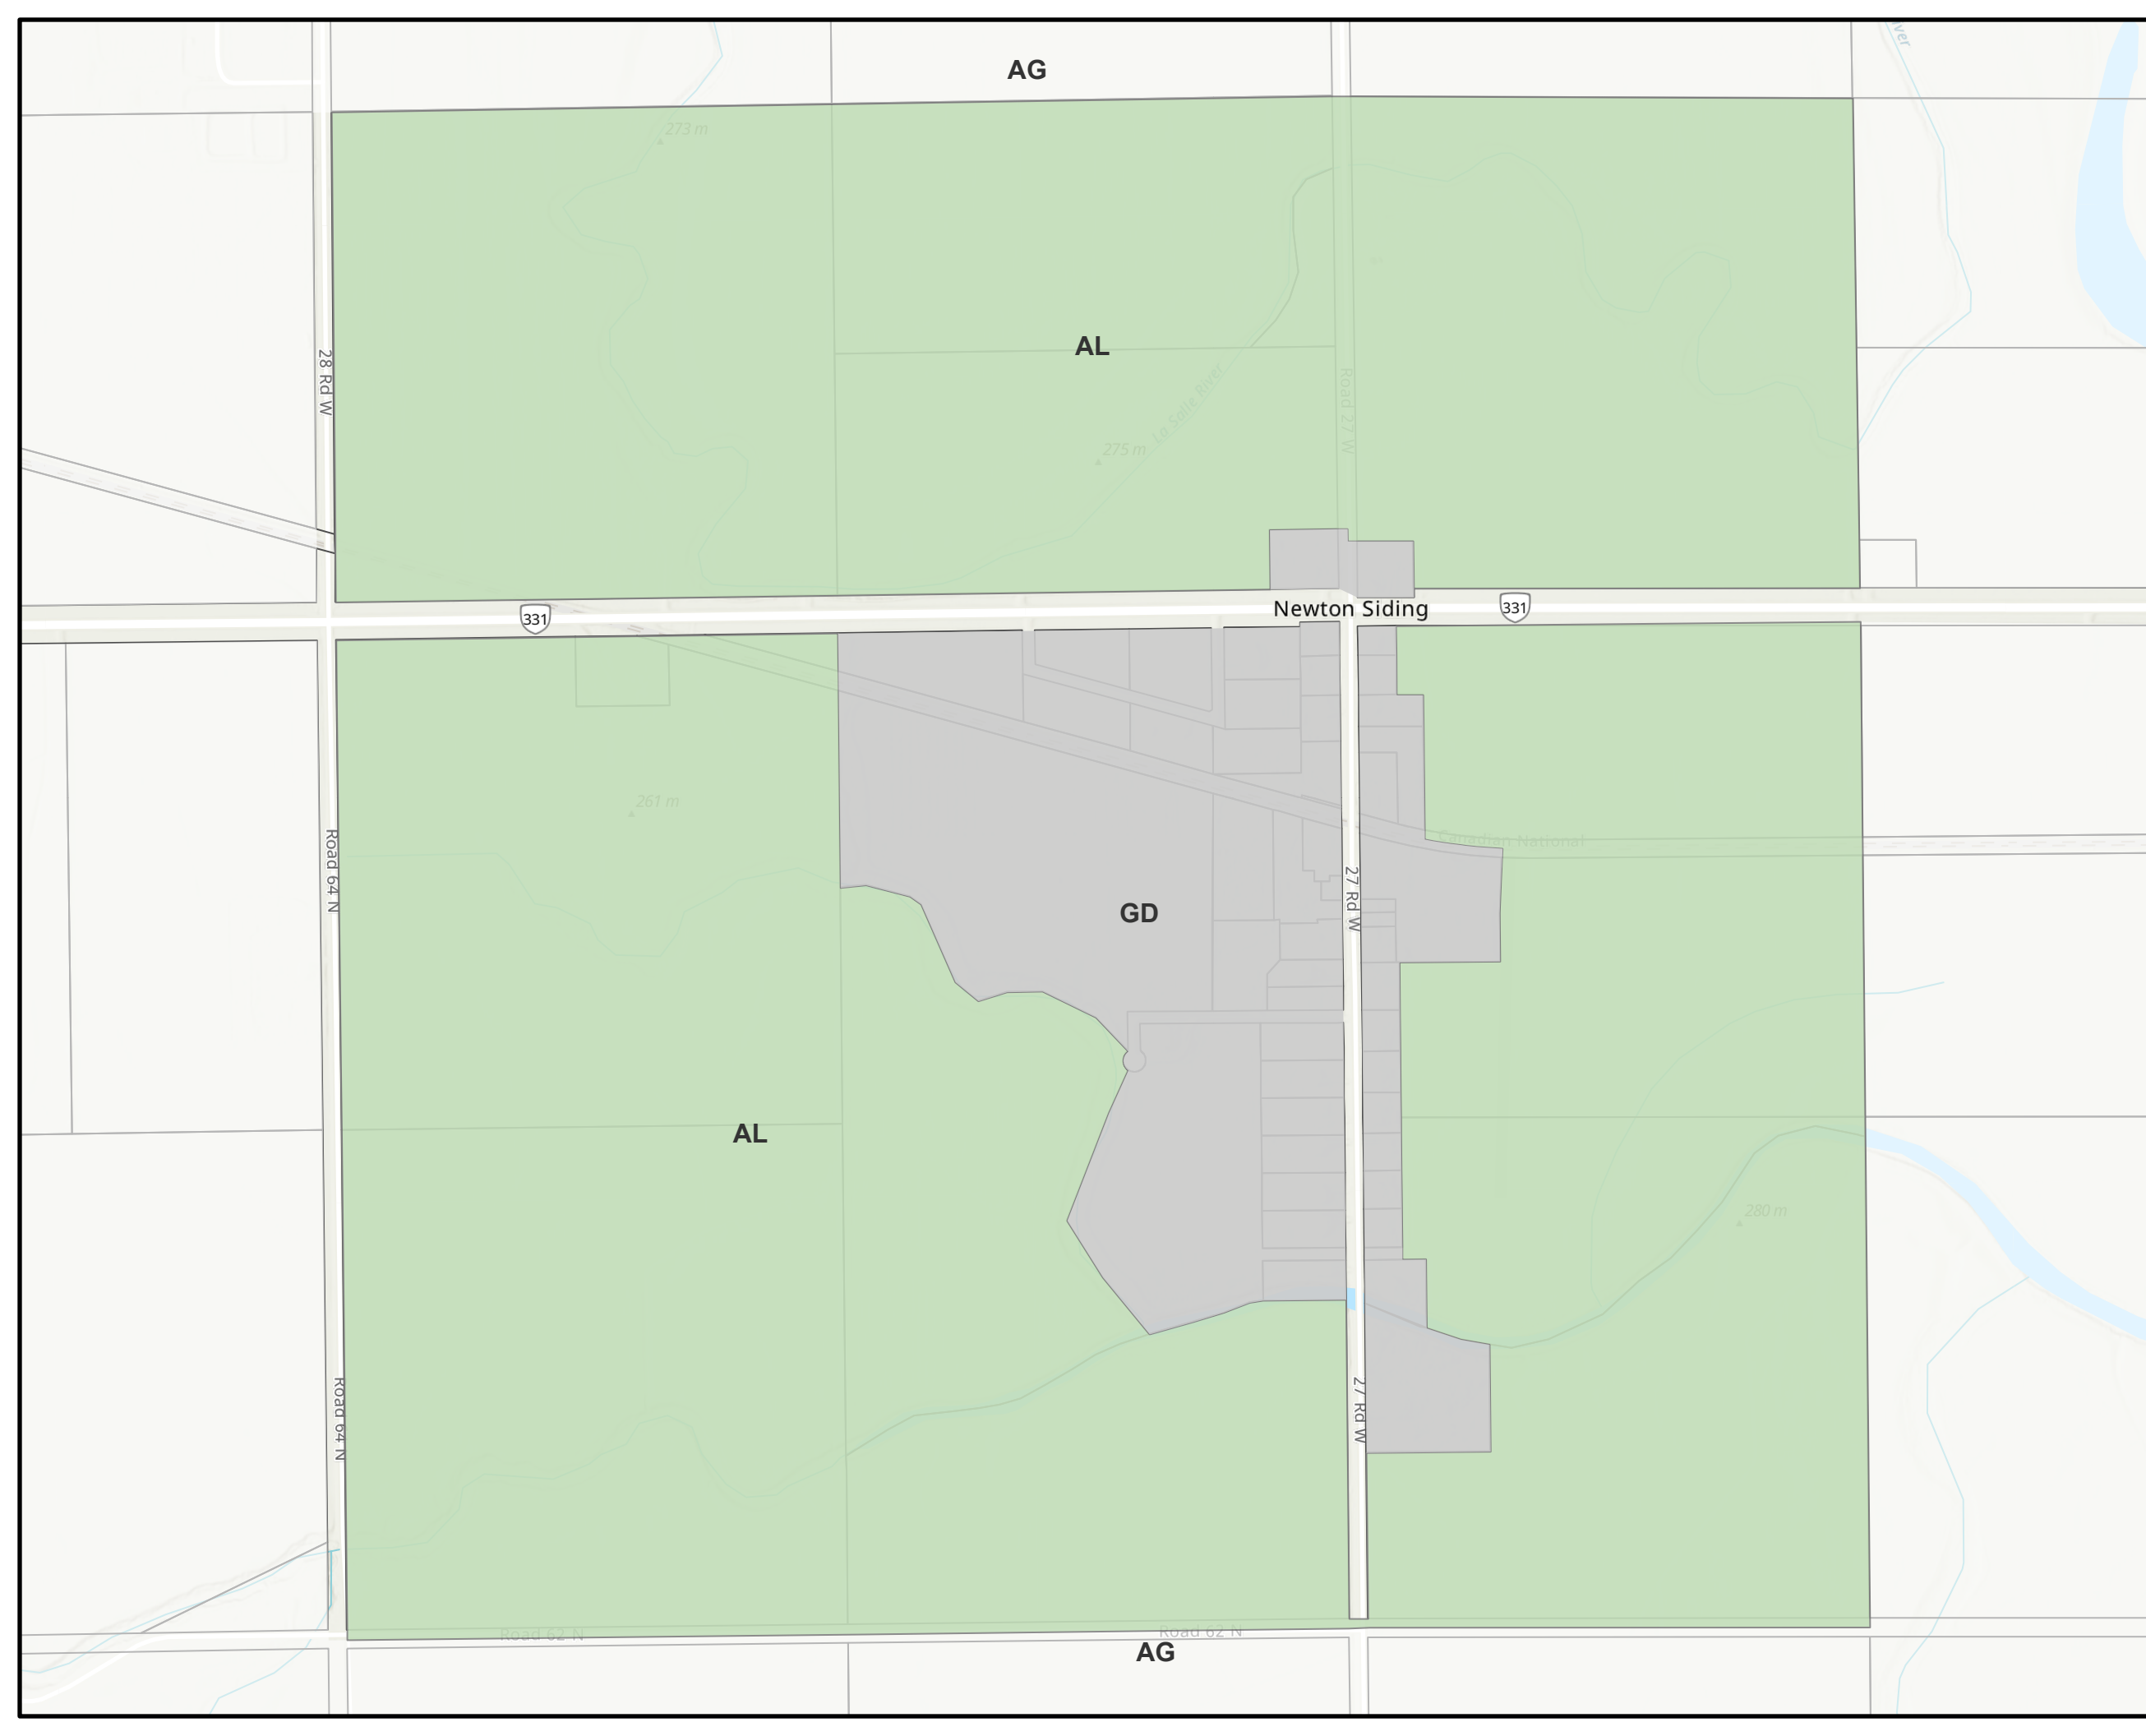 iver
AG
273 m
28 Rd W
AL
Road 27 W
La Salle River
275 m
331
Newton Siding
331
261 m
Canadian National
Road 64 N
27 Rd W
GD
AL
280 m
Road 64 N
27 Rd W
Road 62 N
Road 62 N
AG